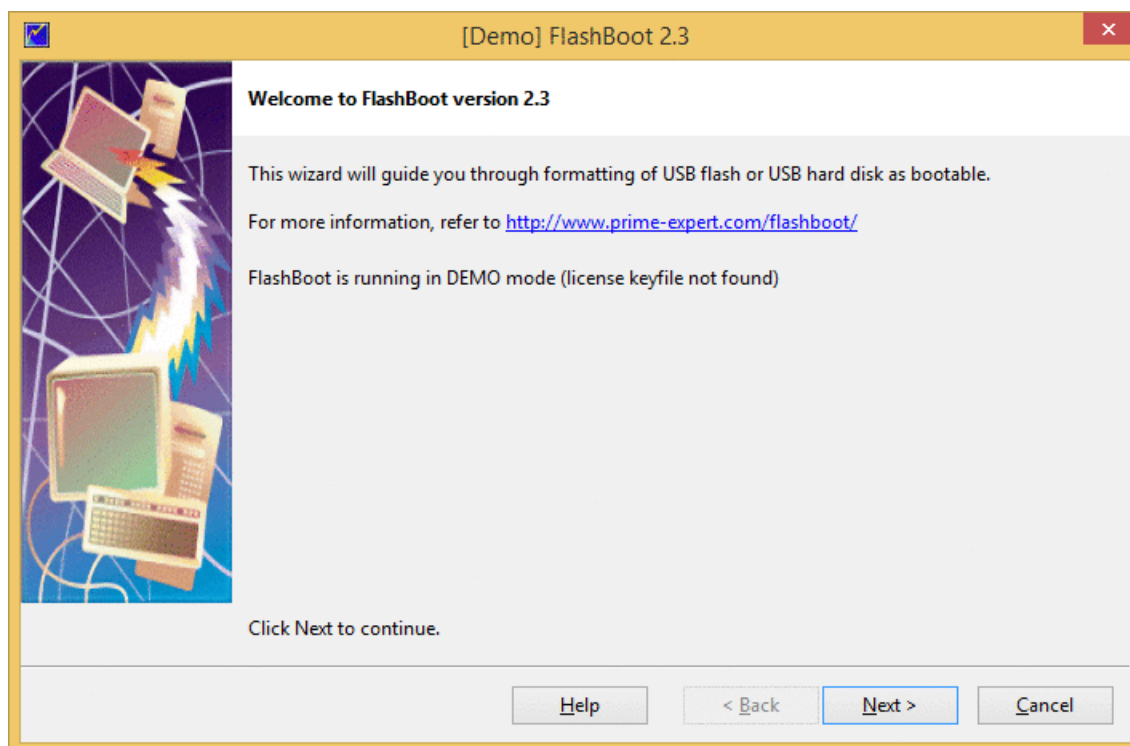 [Demo] FlashBoot 2.3
Welcome to FlashBoot version 2.3
This wizard will guide you through formatting of USB flash or USB hard disk as bootable.
For more information, refer to http://www.prime-expert.com/flashboot/
FlashBoot is running in DEMO mode (license keyfile not found)
Click Next to continue.
Help < Back Next > Cancel